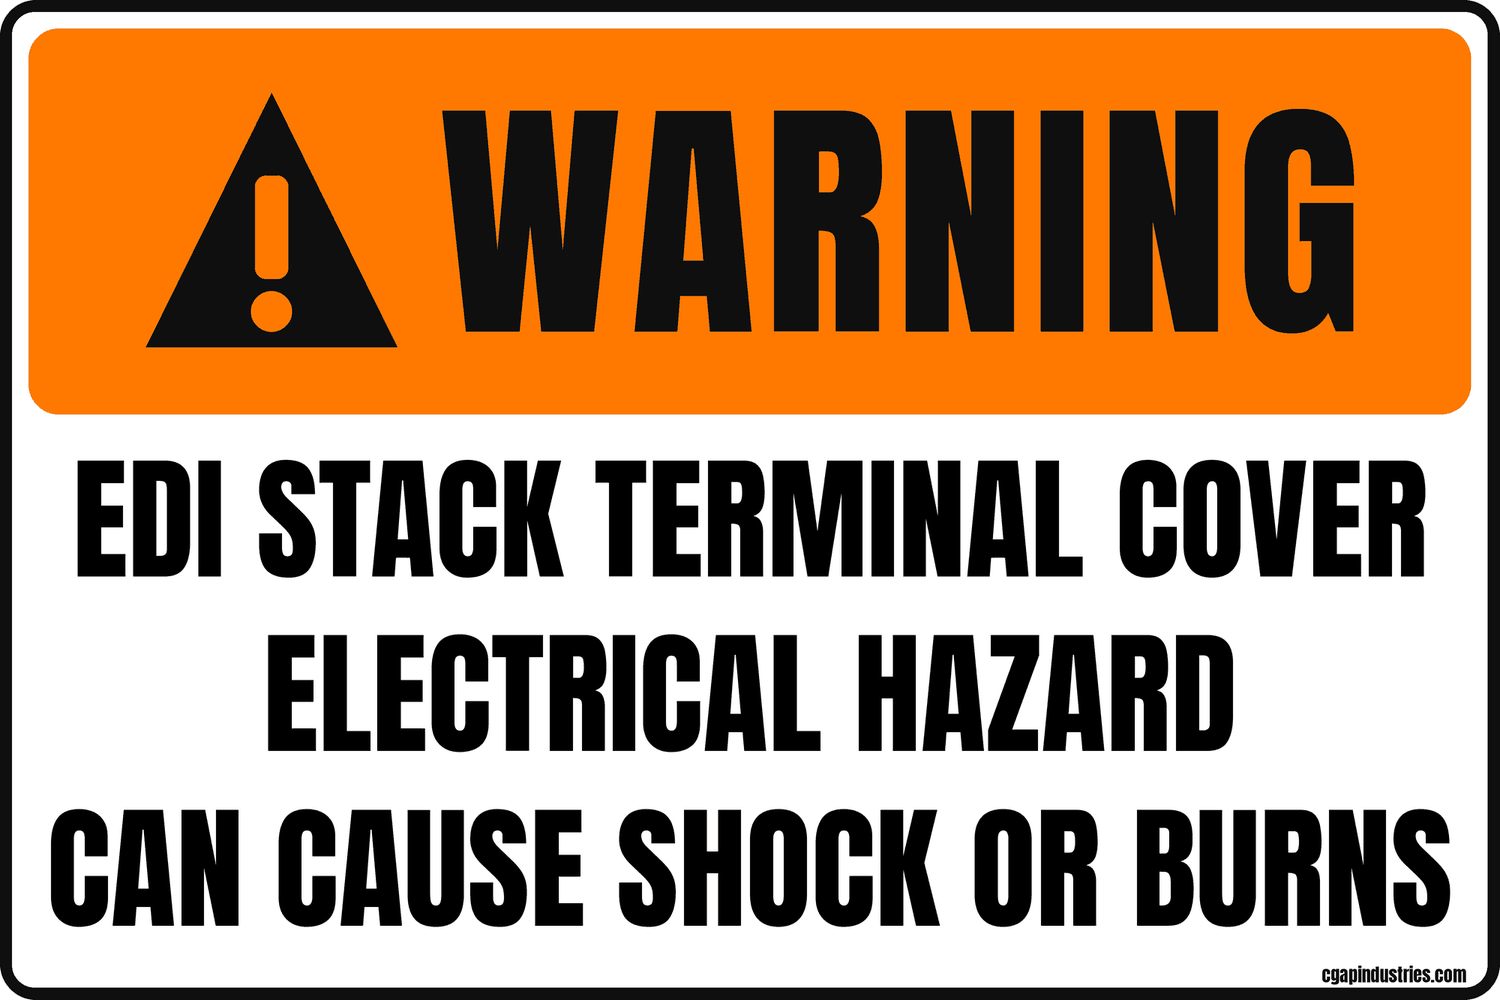 WARNING
EDI STACK TERMINAL COVER
ELECTRICAL HAZARD
CAN CAUSE SHOCK OR BURNS
cgapindustries.com